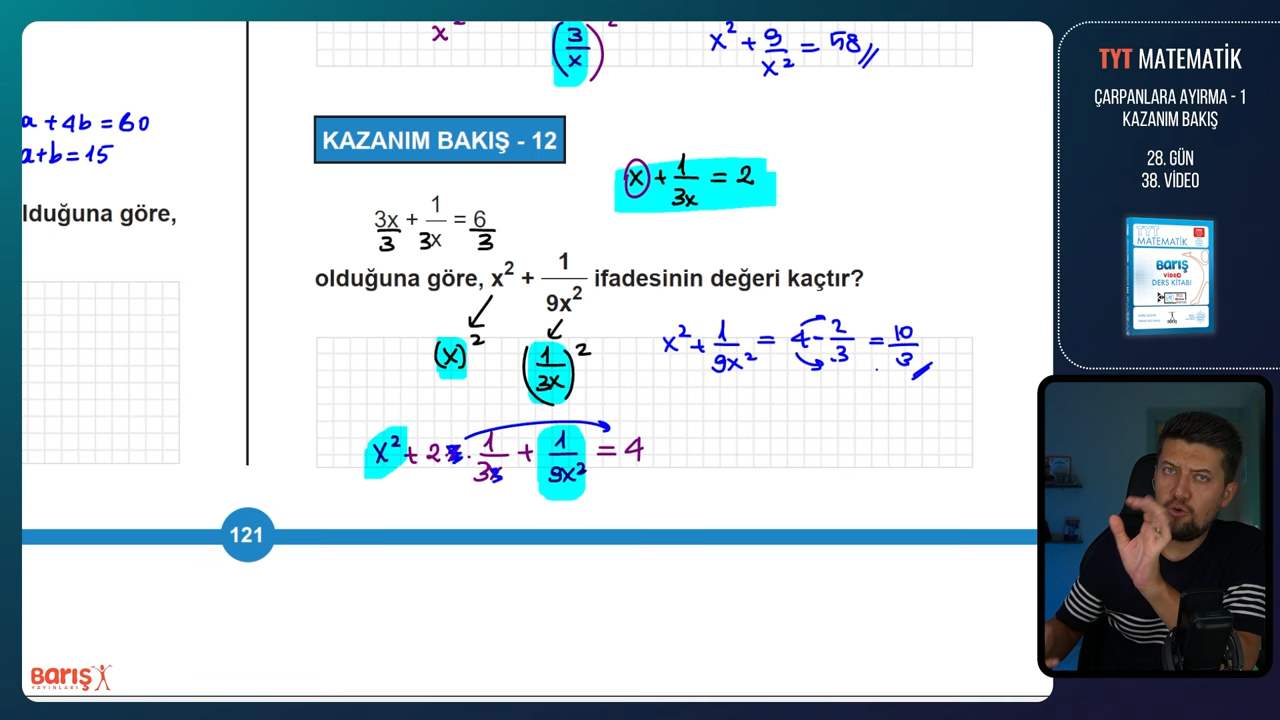 x²
(3/x)²
x² + 9/x² = 58//
a + 4b = 60
a+b = 15
lduğuna göre,
KAZANIM BAKIŞ - 12
x + 1/3x = 2
3x + 1/3x = 6
3 3 3
olduğuna göre, x² + 1/9x² ifadesinin değeri kaçtır?
(x)² (1/3x)²
x² + 1/9x² = 4 - 2/3 = 10/3
x² + 2x · 1/3x + 1/9x² = 4
121
Barış
YAYINLARI
TYT MATEMATİK
ÇARPANLARA AYIRMA - 1
KAZANIM BAKIŞ
28. GÜN
38. VİDEO
TYT
MATEMATİK
Barış
VİDEO
DERS KİTABI